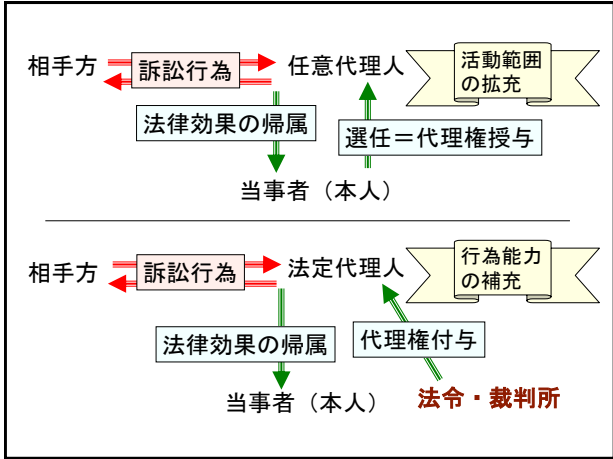 相手方
訴訟行為
任意代理人
活動範囲
の拡充
法律効果の帰属
選任＝代理権授与
当事者（本人）
相手方
訴訟行為
法定代理人
行為能力
の補充
法律効果の帰属
代理権付与
当事者（本人）
法令・裁判所